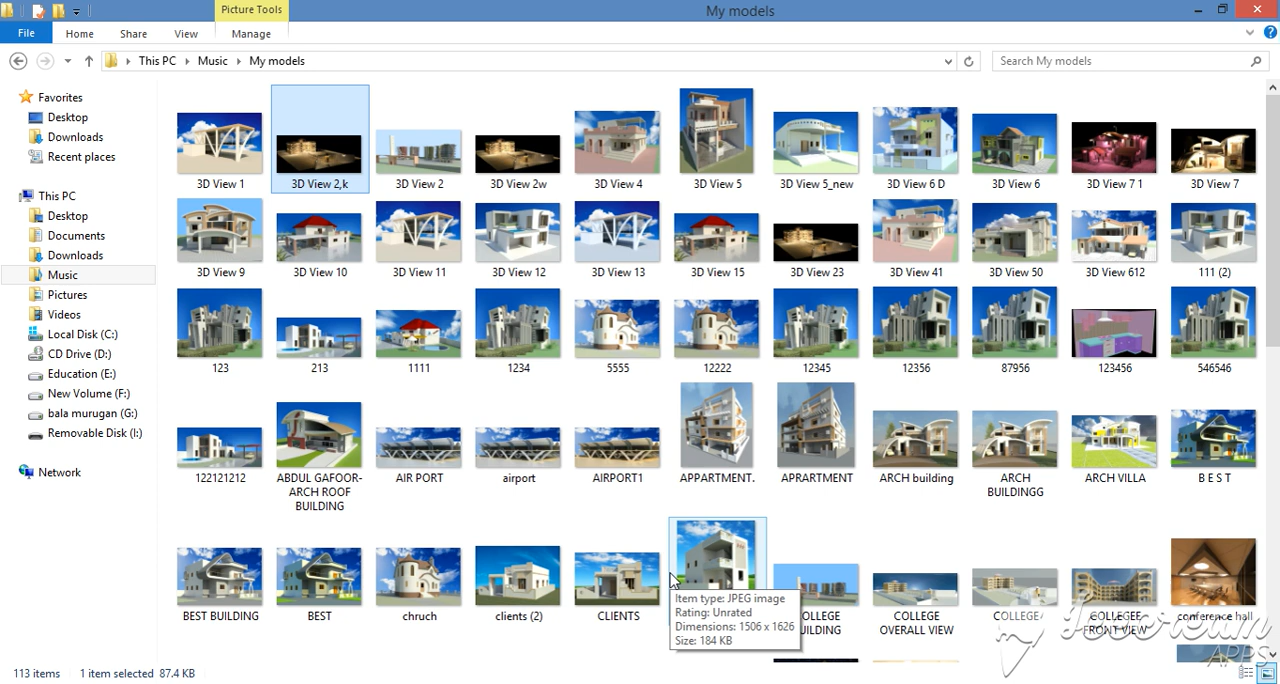 Picture Tools
My models
File
Home
Share
View
Manage
This PC
Music
My models
Search My models
Favorites
Desktop
Downloads
Recent places
This PC
Desktop
Documents
Downloads
Music
Pictures
Videos
Local Disk (C:)
CD Drive (D:)
Education (E:)
New Volume (F:)
bala murugan (G:)
Removable Disk (I:)
Network
3D View 1
3D View 2,k
3D View 2
3D View 2w
3D View 4
3D View 5
3D View 5_new
3D View 6 D
3D View 6
3D View 7 1
3D View 7
3D View 9
3D View 10
3D View 11
3D View 12
3D View 13
3D View 15
3D View 23
3D View 41
3D View 50
3D View 612
111 (2)
123
213
1111
1234
5555
12222
12345
12356
87956
123456
546546
122121212
ABDUL GAFOOR-
ARCH ROOF
BUILDING
AIR PORT
airport
AIRPORT1
APPARTMENT.
APRARTMENT
ARCH building
ARCH
BUILDINGG
ARCH VILLA
B E S T
BEST BUILDING
BEST
chruch
clients (2)
CLIENTS
Item type: JPEG image
Rating: Unrated
Dimensions: 1506 x 1626
Size: 184 KB
COLLEGE
OVERALL VIEW
COLLEGEE
FRONT VIEW
conference hall
Icecream
APPS
113 items
1 item selected 87.4 KB